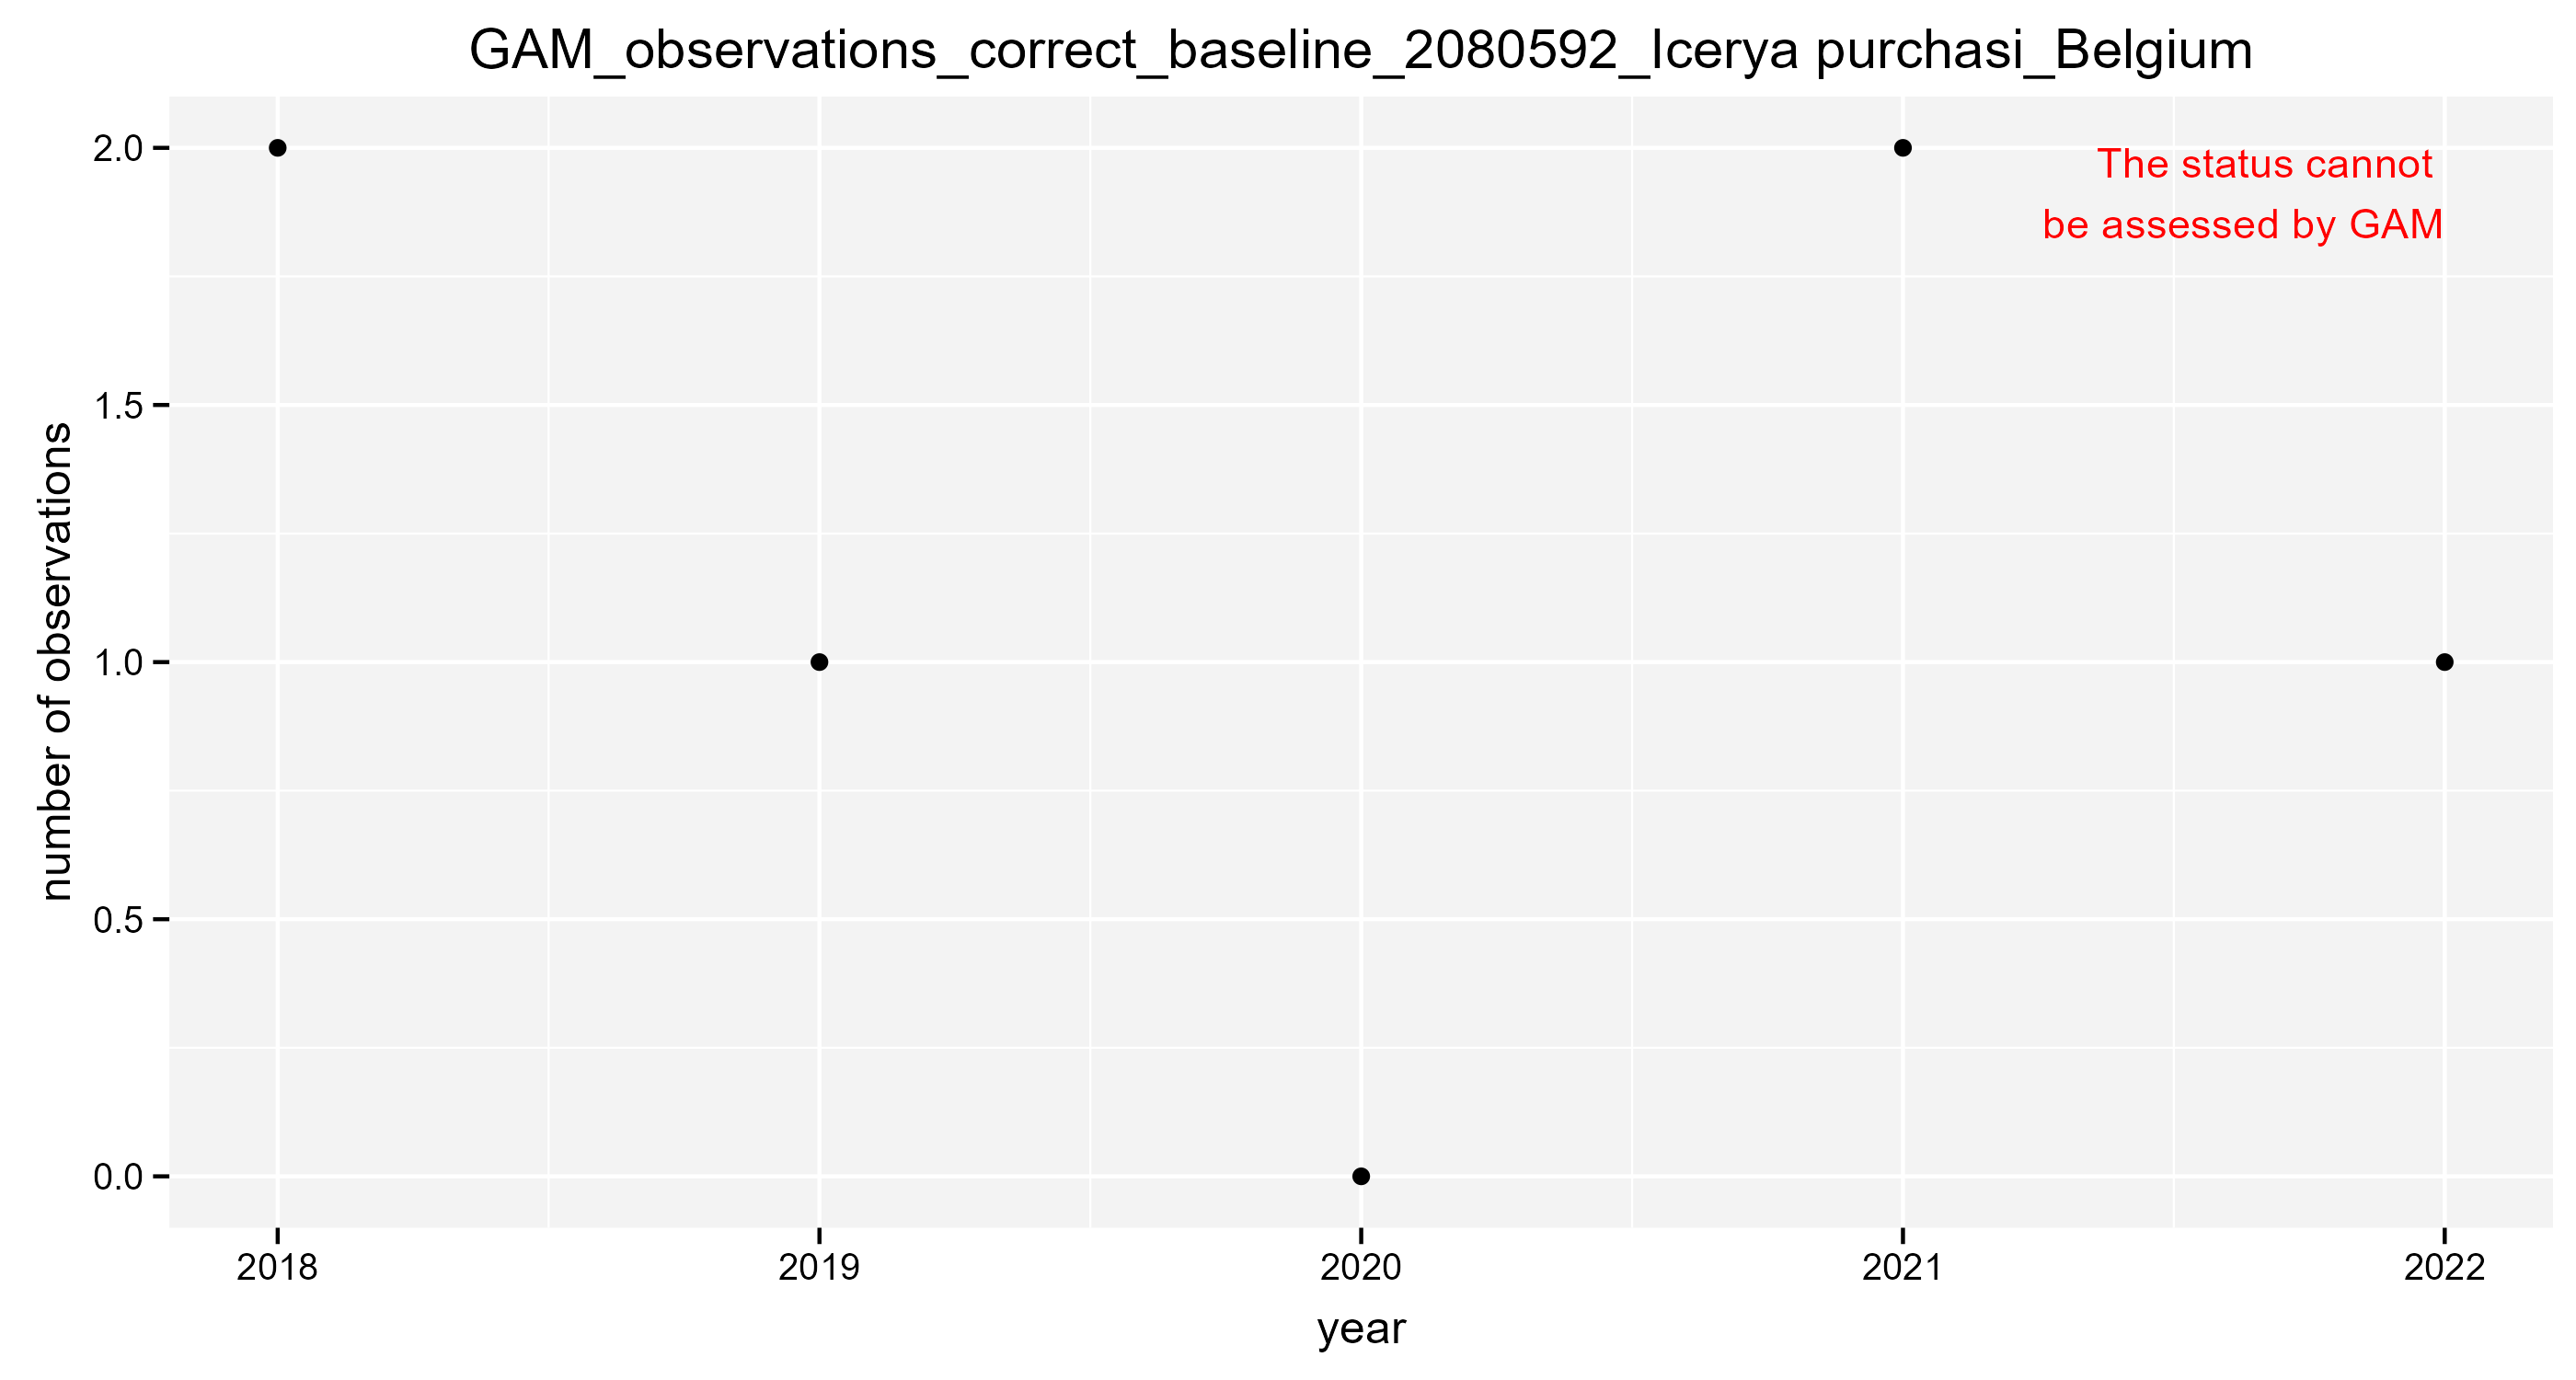 GAM_observations_correct_baseline_2080592_Icerya purchasi_Belgium
2.0
The status cannot
be assessed by GAM
1.5
number of observations
1.0
0.5
0.0
2018 2019 2020 2021 2022
year